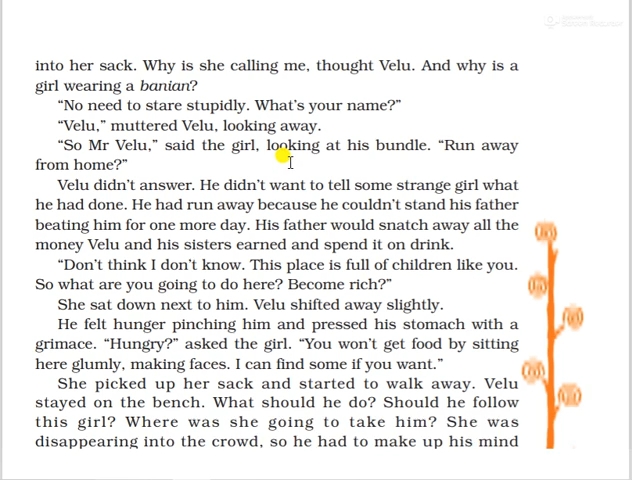 into her sack. Why is she calling me, thought Velu. And why is a
girl wearing a banian?
“No need to stare stupidly. What’s your name?”
“Velu,” muttered Velu, looking away.
“So Mr Velu,” said the girl, looking at his bundle. “Run away
from home?”
Velu didn’t answer. He didn’t want to tell some strange girl what
he had done. He had run away because he couldn’t stand his father
beating him for one more day. His father would snatch away all the
money Velu and his sisters earned and spend it on drink.
“Don’t think I don’t know. This place is full of children like you.
So what are you going to do here? Become rich?”
She sat down next to him. Velu shifted away slightly.
He felt hunger pinching him and pressed his stomach with a
grimace. “Hungry?” asked the girl. “You won’t get food by sitting
here glumly, making faces. I can find some if you want.”
She picked up her sack and started to walk away. Velu
stayed on the bench. What should he do? Should he follow
this girl? Where was she going to take him? She was
disappearing into the crowd, so he had to make up his mind